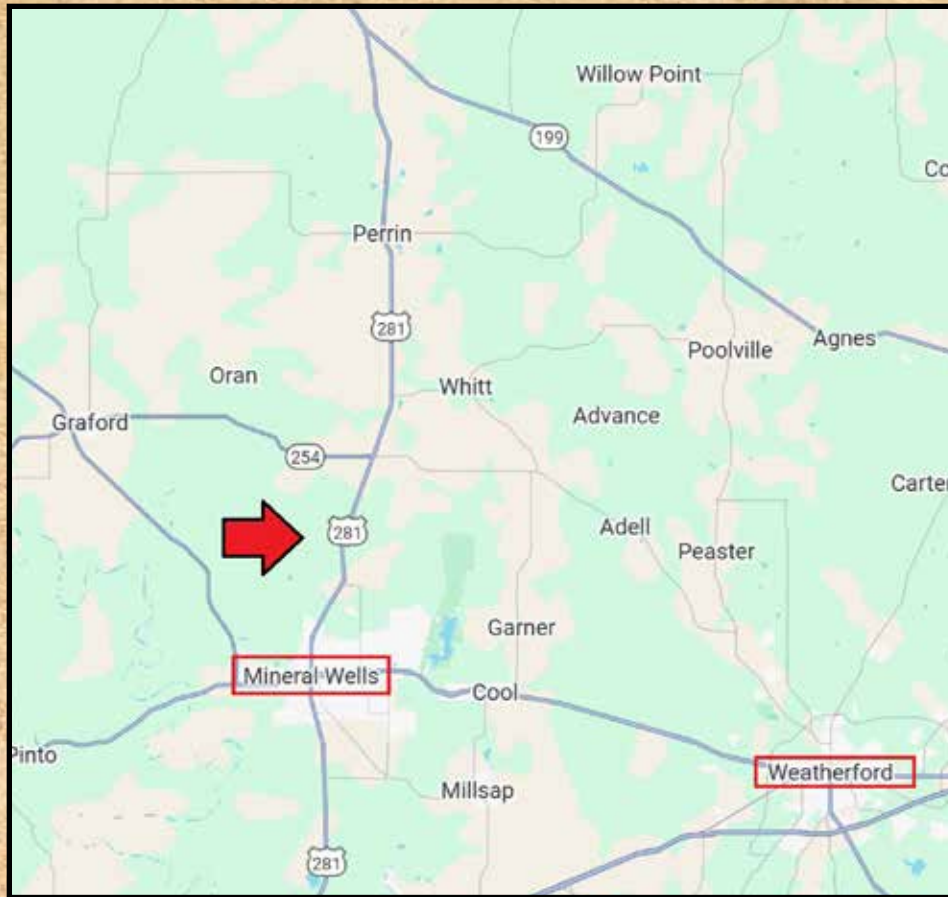 Willow Point
199
Co
Perrin
281
Agnes
Poolville
Oran
Whitt
Graford
Advance
254
Carter
281
Adell
Peaster
Garner
Mineral Wells
Cool
Pinto
Weatherford
Millsap
281